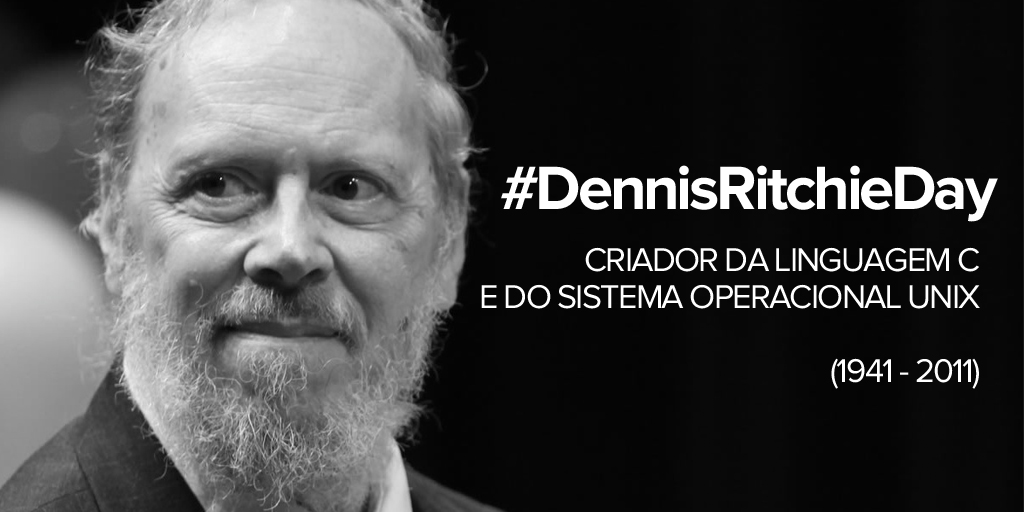 #DennisRitchieDay
CRIADOR DA LINGUAGEM C
E DO SISTEMA OPERACIONAL UNIX
(1941 - 2011)